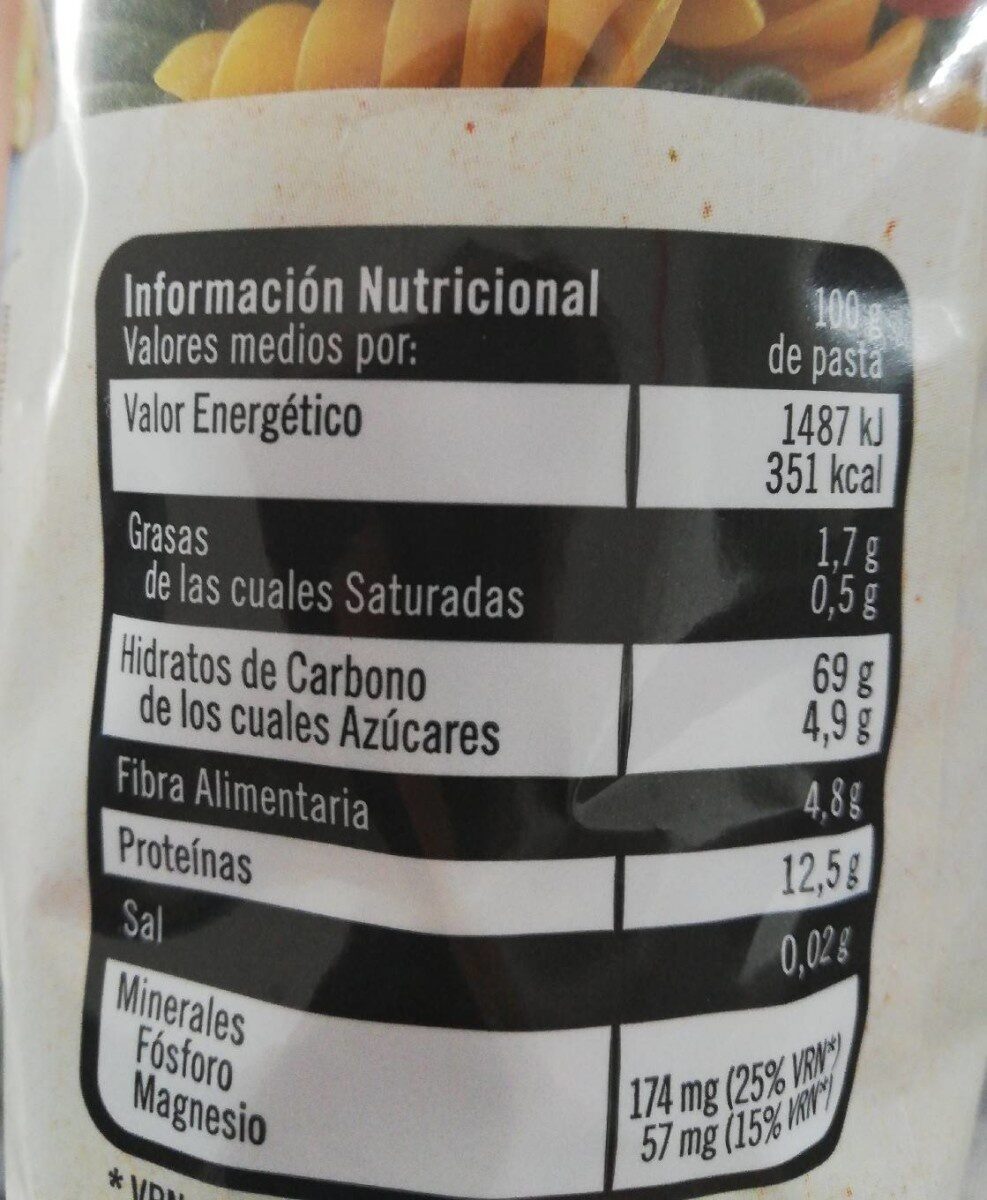 Información Nutricional
Valores medios por: 100 g
de pasta
Valor Energético 1487 kJ
351 kcal
Grasas 1,7 g
de las cuales Saturadas 0,5 g
Hidratos de Carbono 69 g
de los cuales Azúcares 4,9 g
Fibra Alimentaria 4,8 g
Proteínas 12,5 g
Sal 0,02 g
Minerales
Fósforo 174 mg (25% VRN*)
Magnesio 57 mg (15% VRN*)
* VRN